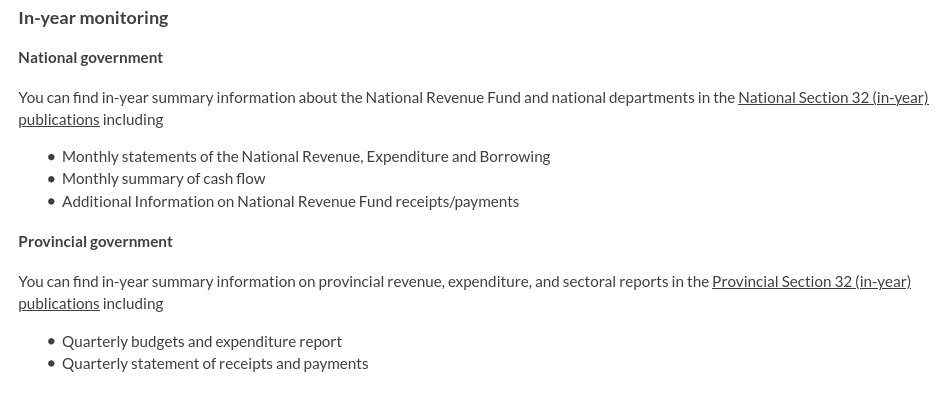 In-year monitoring
National government
You can find in-year summary information about the National Revenue Fund and national departments in the National Section 32 (in-year)
publications including
• Monthly statements of the National Revenue, Expenditure and Borrowing
• Monthly summary of cash flow
• Additional Information on National Revenue Fund receipts/payments
Provincial government
You can find in-year summary information on provincial revenue, expenditure, and sectoral reports in the Provincial Section 32 (in-year)
publications including
• Quarterly budgets and expenditure report
• Quarterly statement of receipts and payments